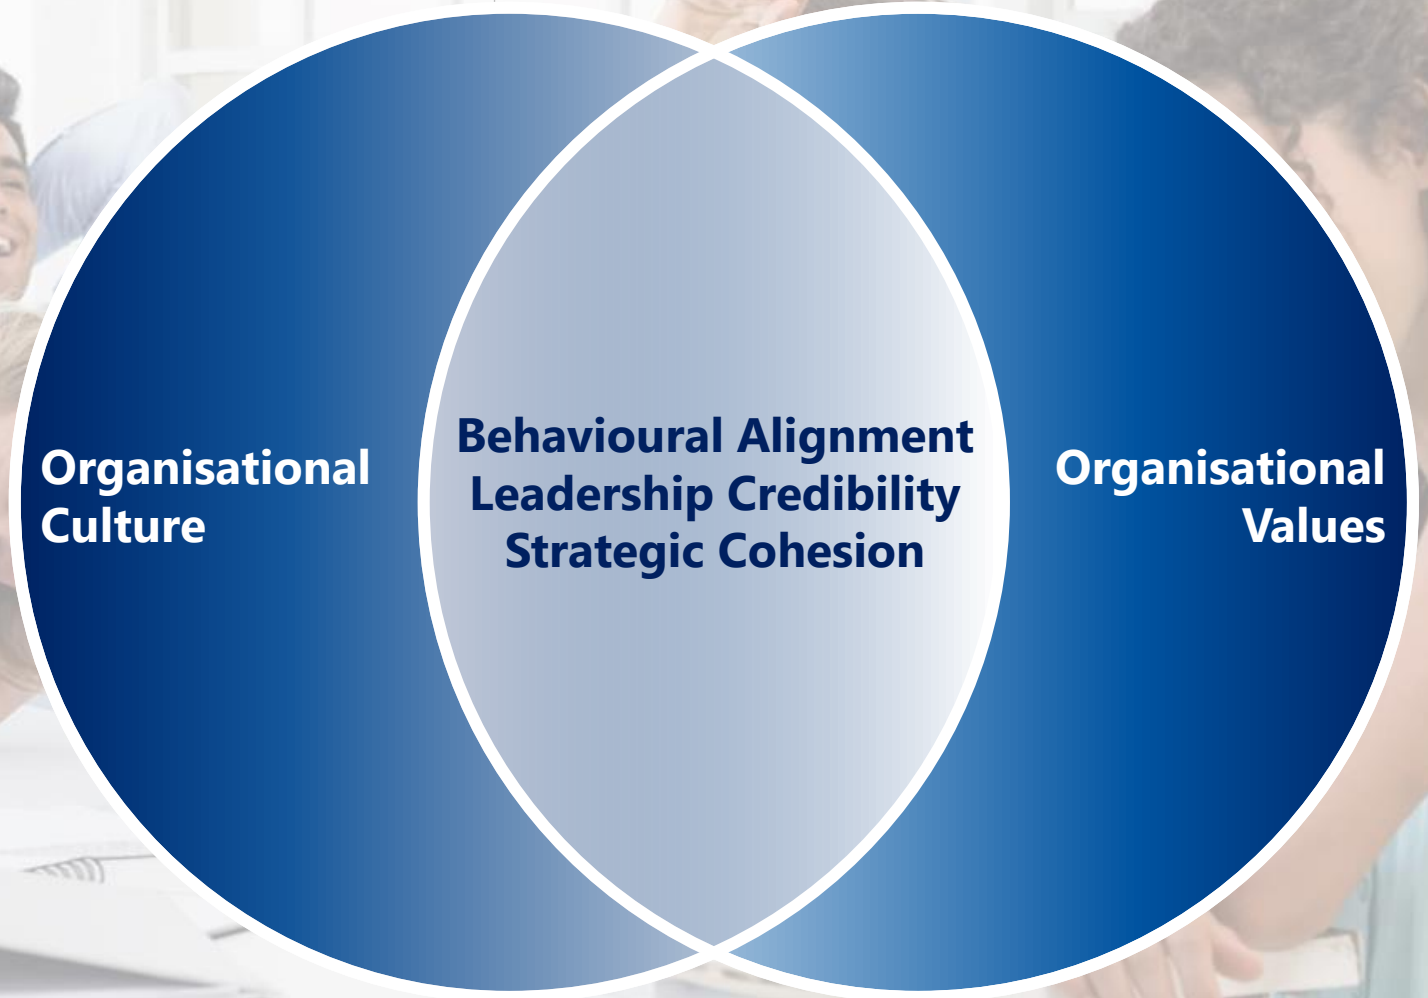 Organisational
Culture
Behavioural Alignment
Leadership Credibility
Strategic Cohesion
Organisational
Values